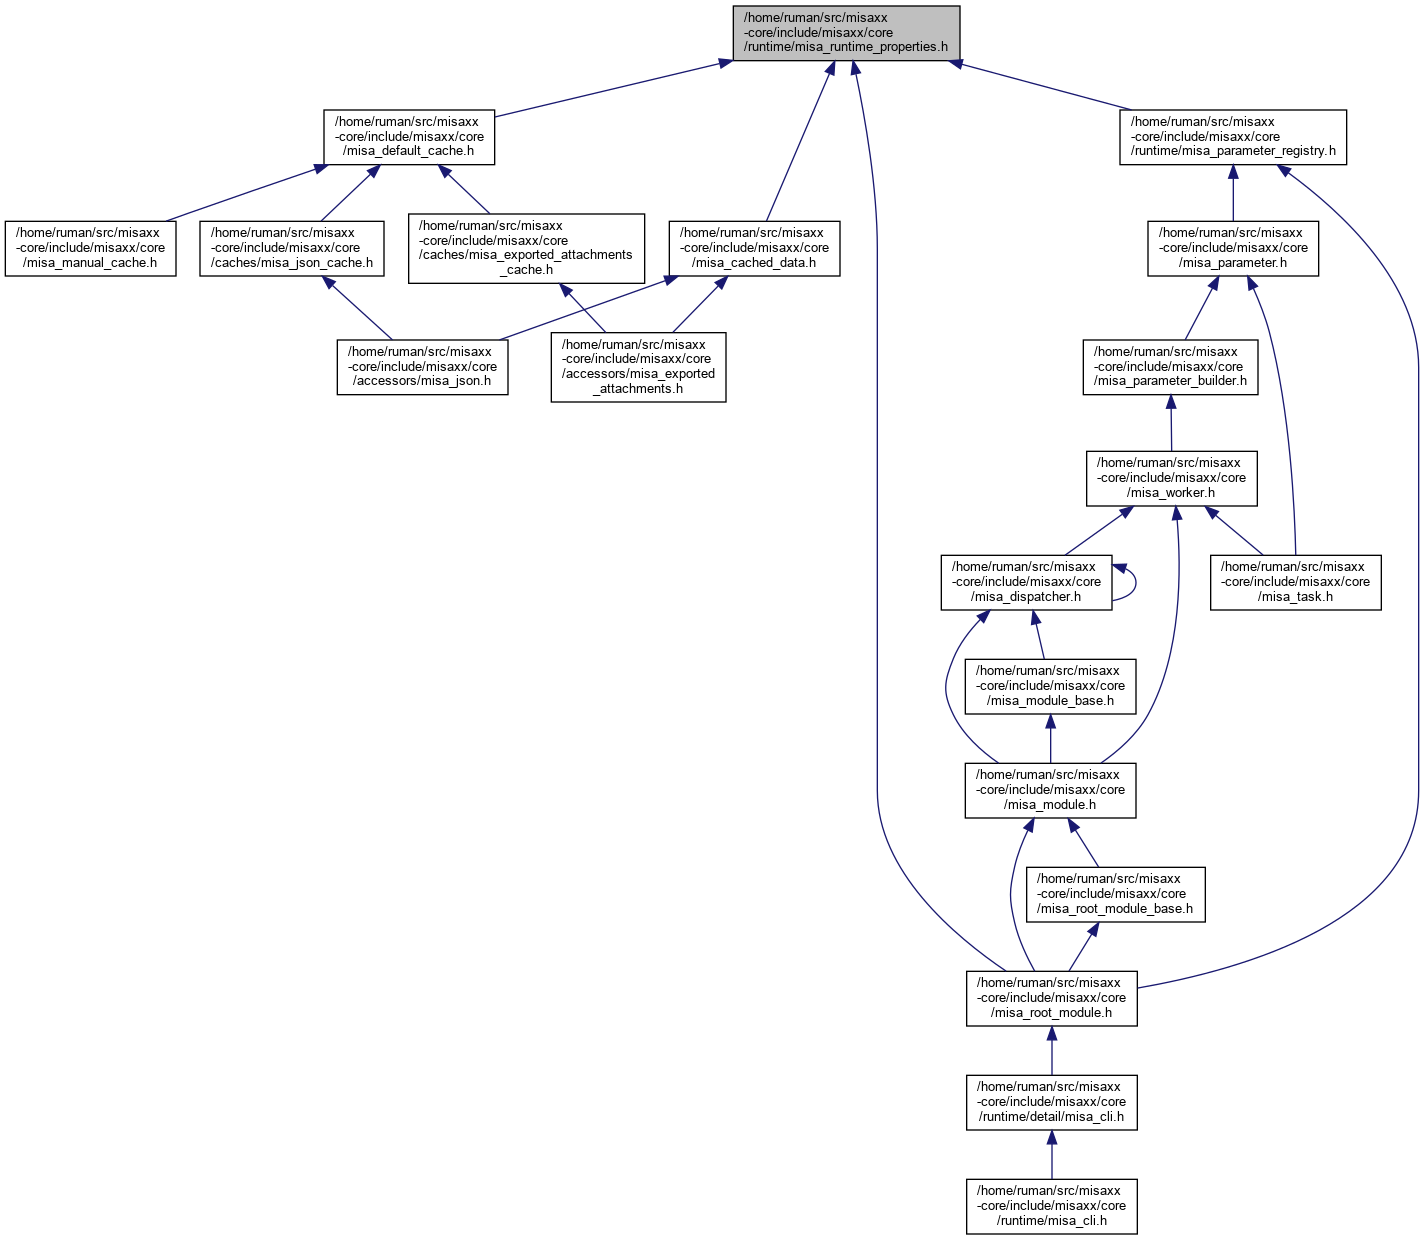 /home/ruman/src/misaxx
-core/include/misaxx/core
/runtime/misa_runtime_properties.h
/home/ruman/src/misaxx
-core/include/misaxx/core
/misa_default_cache.h
/home/ruman/src/misaxx
-core/include/misaxx/core
/runtime/misa_parameter_registry.h
/home/ruman/src/misaxx
-core/include/misaxx/core
/misa_manual_cache.h
/home/ruman/src/misaxx
-core/include/misaxx/core
/caches/misa_json_cache.h
/home/ruman/src/misaxx
-core/include/misaxx/core
/caches/misa_exported_attachments
_cache.h
/home/ruman/src/misaxx
-core/include/misaxx/core
/misa_cached_data.h
/home/ruman/src/misaxx
-core/include/misaxx/core
/misa_parameter.h
/home/ruman/src/misaxx
-core/include/misaxx/core
/accessors/misa_json.h
/home/ruman/src/misaxx
-core/include/misaxx/core
/accessors/misa_exported
_attachments.h
/home/ruman/src/misaxx
-core/include/misaxx/core
/misa_parameter_builder.h
/home/ruman/src/misaxx
-core/include/misaxx/core
/misa_worker.h
/home/ruman/src/misaxx
-core/include/misaxx/core
/misa_dispatcher.h
/home/ruman/src/misaxx
-core/include/misaxx/core
/misa_task.h
/home/ruman/src/misaxx
-core/include/misaxx/core
/misa_module_base.h
/home/ruman/src/misaxx
-core/include/misaxx/core
/misa_module.h
/home/ruman/src/misaxx
-core/include/misaxx/core
/misa_root_module_base.h
/home/ruman/src/misaxx
-core/include/misaxx/core
/misa_root_module.h
/home/ruman/src/misaxx
-core/include/misaxx/core
/runtime/detail/misa_cli.h
/home/ruman/src/misaxx
-core/include/misaxx/core
/runtime/misa_cli.h